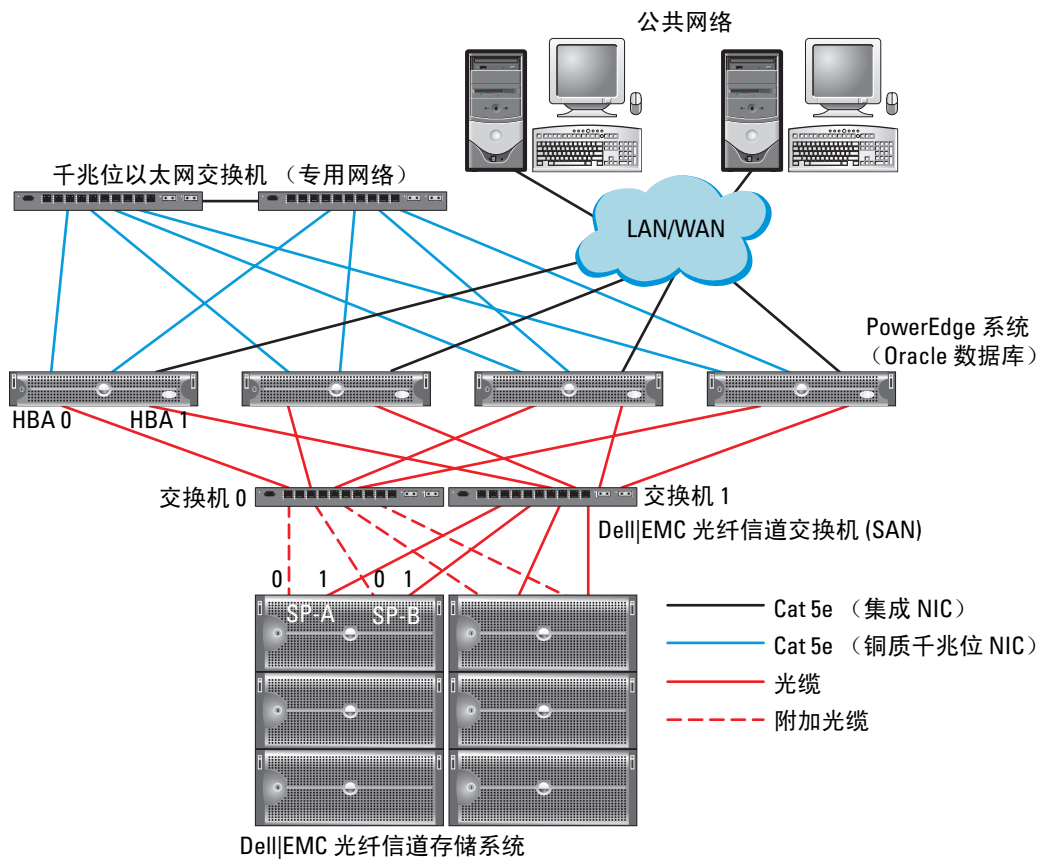 公共网络
千兆位以太网交换机 （专用网络）
LAN/WAN
PowerEdge 系统
（Oracle 数据库）
HBA 0
HBA 1
交换机 0
交换机 1
Dell|EMC 光纤信道交换机 (SAN)
0 1 0 1
SP-A SP-B
Cat 5e （集成 NIC）
Cat 5e （铜质千兆位 NIC）
光缆
附加光缆
Dell|EMC 光纤信道存储系统